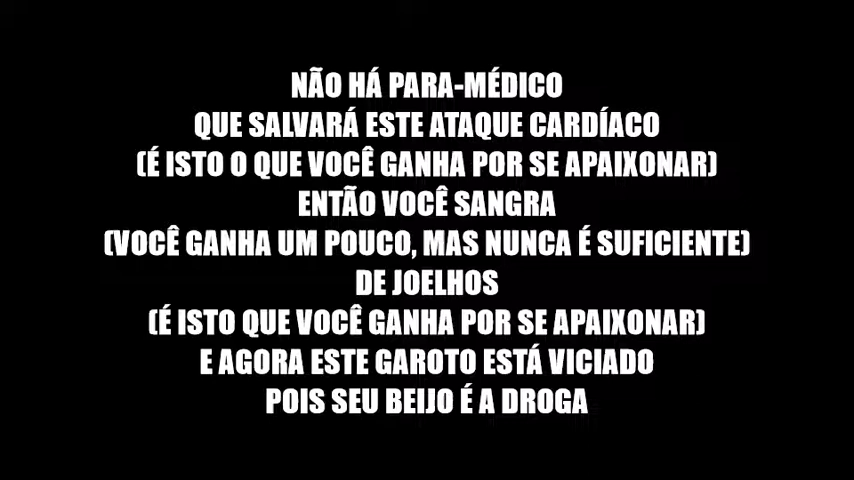 NÃO HÁ PARA-MÉDICO
QUE SALVARÁ ESTE ATAQUE CARDÍACO
(É ISTO O QUE VOCÊ GANHA POR SE APAIXONAR)
ENTÃO VOCÊ SANGRA
(VOCÊ GANHA UM POUCO, MAS NUNCA É SUFICIENTE)
DE JOELHOS
(É ISTO QUE VOCÊ GANHA POR SE APAIXONAR)
E AGORA ESTE GAROTO ESTÁ VICIADO
POIS SEU BEIJO É A DROGA